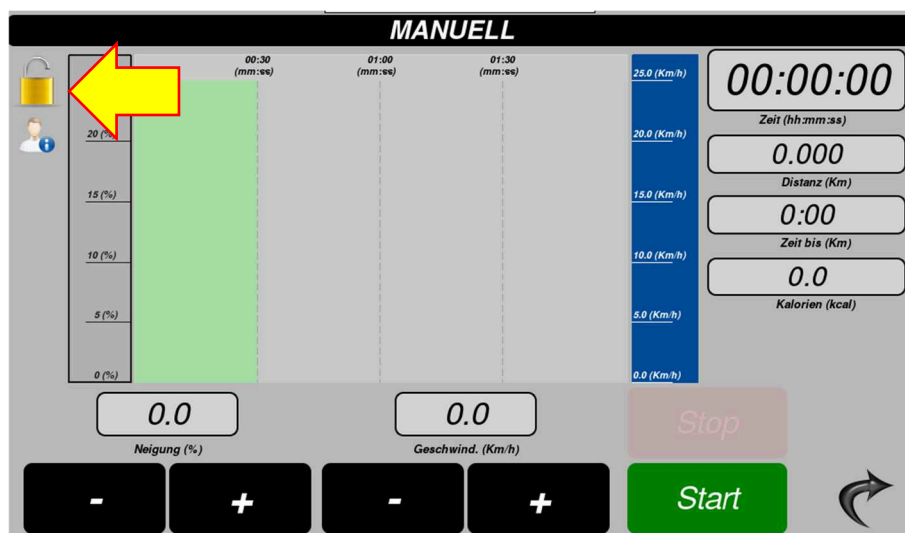 MANUELL
00:30
(mm:ss)
01:00
(mm:ss)
01:30
(mm:ss)
20 (%)
15 (%)
10 (%)
5 (%)
0 (%)
25.0 (Km/h)
20.0 (Km/h)
15.0 (Km/h)
10.0 (Km/h)
5.0 (Km/h)
0.0 (Km/h)
00:00:00
Zeit (hh:mm:ss)
0.000
Distanz (Km)
0:00
Zeit bis (Km)
0.0
Kalorien (kcal)
0.0
Neigung (%)
0.0
Geschwind. (Km/h)
Stop
- + - + Start